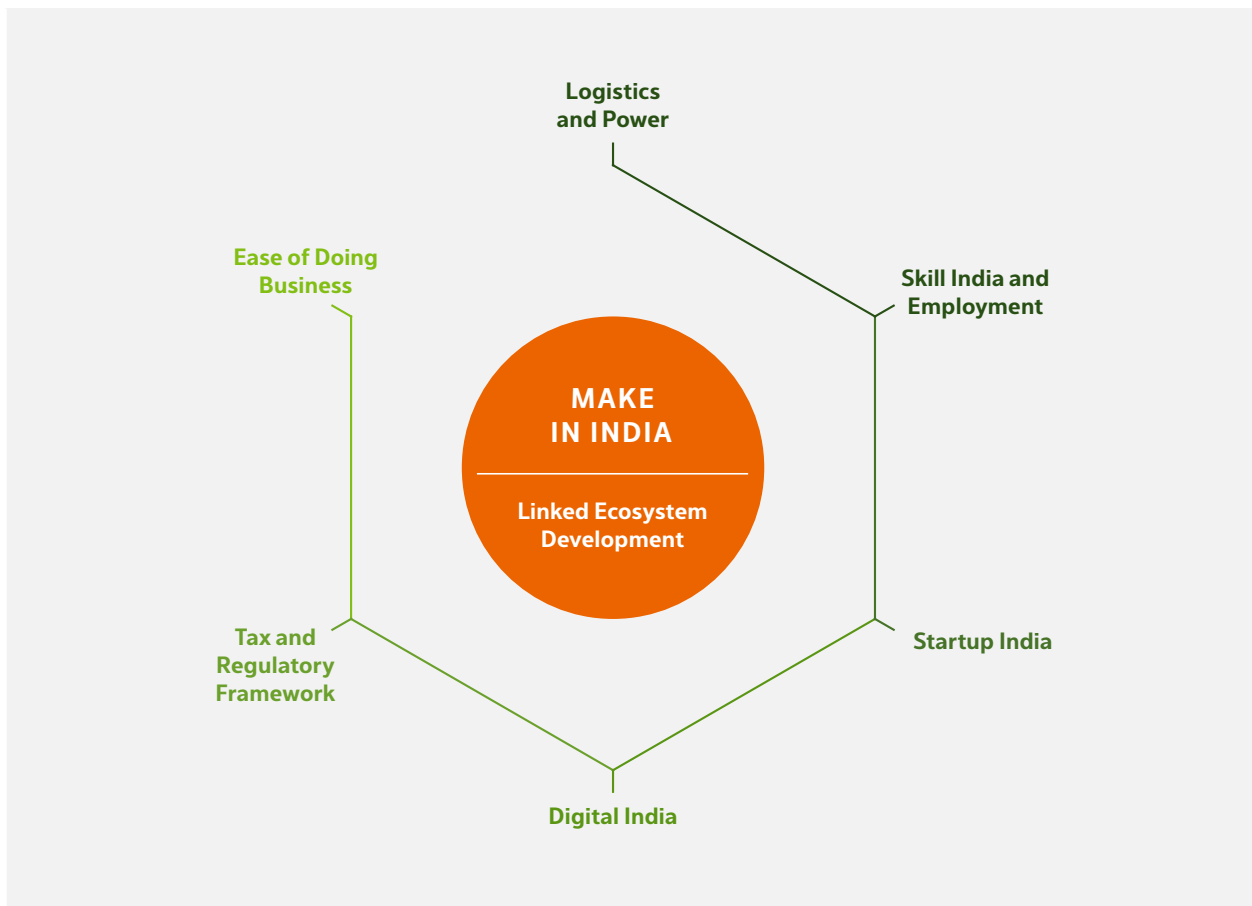 Logistics
and Power
Ease of Doing
Business
Skill India and
Employment
MAKE
IN INDIA
Linked Ecosystem
Development
Tax and
Regulatory
Framework
Startup India
Digital India